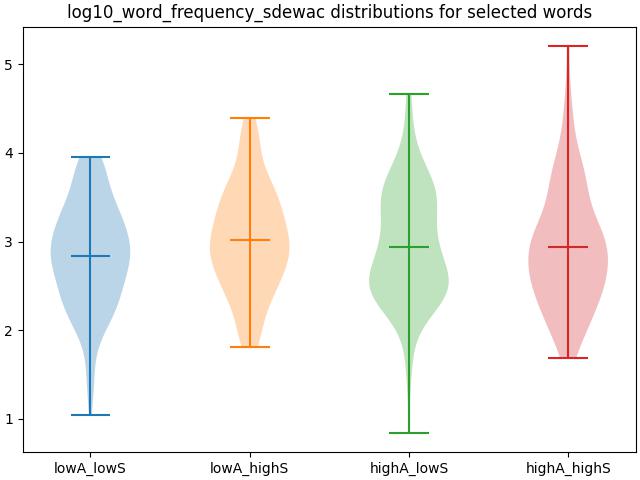 log10_word_frequency_sdewac distributions for selected words
5
4
3
2
1
lowA_lowS lowA_highS highA_lowS highA_highS